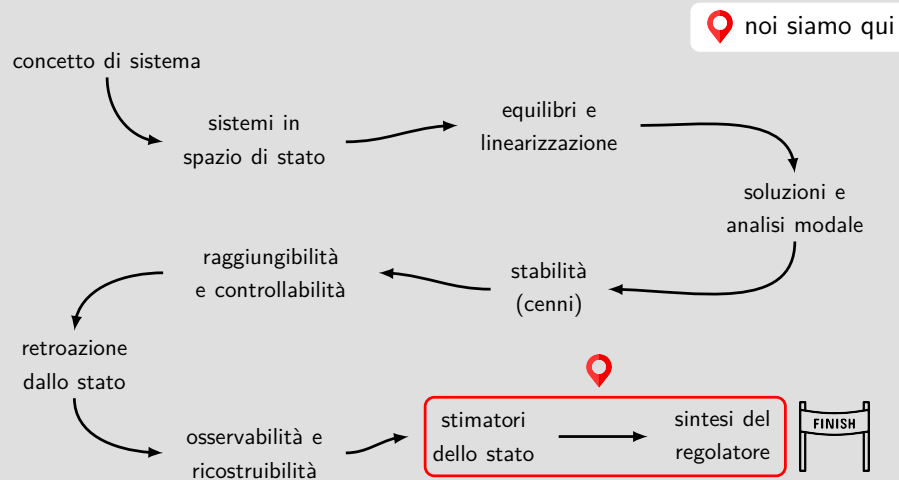 noi siamo qui
concetto di sistema
sistemi in
spazio di stato
equilibri e
linearizzazione
soluzioni e
analisi modale
stabilità
(cenni)
raggiungibilità
e controllabilità
retroazione
dallo stato
osservabilità e
ricostruibilità
stimatori
dello stato
sintesi del
regolatore
FINISH